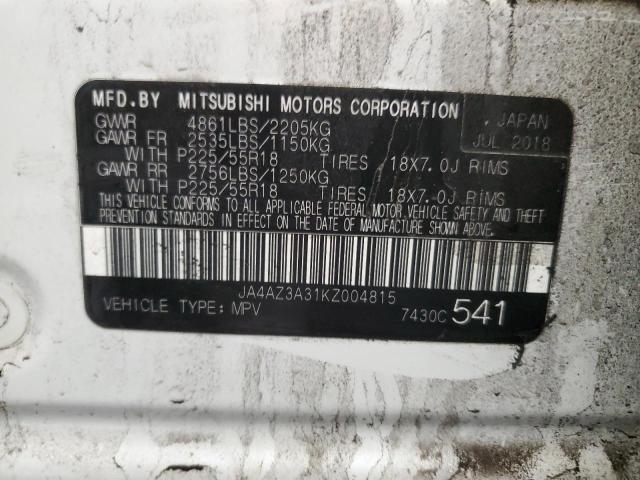 MFD.BY MITSUBISHI MOTORS CORPORATION
GVWR 4861LBS/2205KG , JAPAN
GAWR FR 2535LBS/1150KG JUL 2018
WITH P225/55R18 TIRES 18X7.0J RIMS
GAWR RR 2756LBS/1250KG
WITH P225/55R18 TIRES 18X7.0J RIMS
THIS VEHICLE CONFORMS TO ALL APPLICABLE FEDERAL MOTOR VEHICLE SAFETY AND THEFT
PREVENTION STANDARDS IN EFFECT ON THE DATE OF MANUFACTURE SHOWN ABOVE.
JA4AZ3A31KZ004815
VEHICLE TYPE: MPV 7430C 541